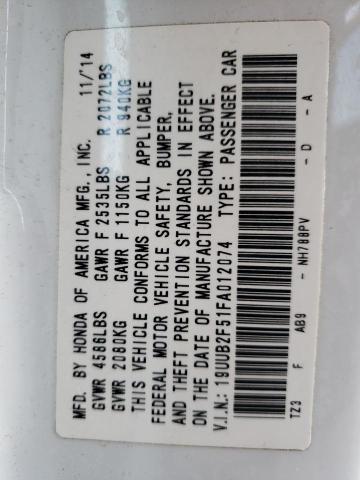 MFD. BY HONDA OF AMERICA MFG., INC. 11/'14
GVWR 4586LBS GAWR F 2535LBS R 2072LBS
GVWR 2080KG GAWR F 1150KG R 940KG
THIS VEHICLE CONFORMS TO ALL APPLICABLE
FEDERAL MOTOR VEHICLE SAFETY, BUMPER,
AND THEFT PREVENTION STANDARDS IN EFFECT
ON THE DATE OF MANUFACTURE SHOWN ABOVE.
V.I.N.: 19UUB2F51FA012074 TYPE: PASSENGER CAR
TZ3 F AB9 - NH788PV - D - A